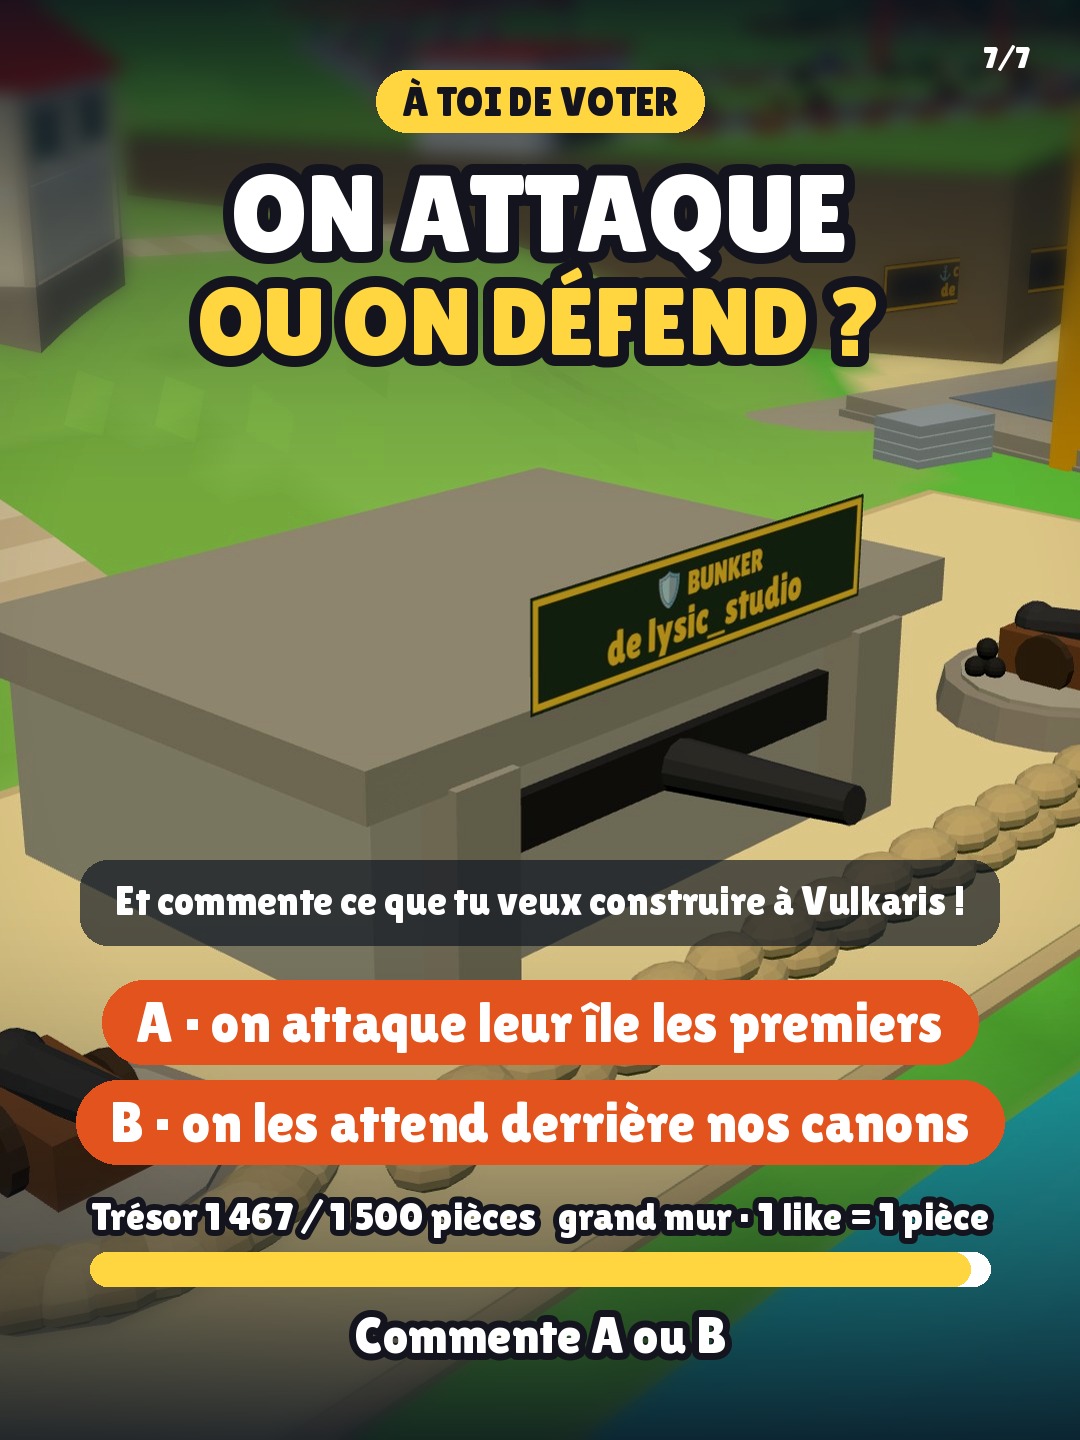 7/7
À TOI DE VOTER
ON ATTAQUE
OU ON DÉFEND ?
BUNKER
de lysic_studio
Et commente ce que tu veux construire à Vulkaris !
A · on attaque leur île les premiers
B · on les attend derrière nos canons
Trésor 1 467 / 1 500 pièces grand mur · 1 like = 1 pièce
Commente A ou B